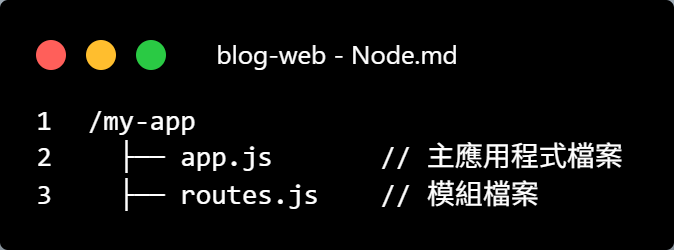 blog-web - Node.md
1 /my-app
2 ├── app.js // 主應用程式檔案
3 ├── routes.js // 模組檔案